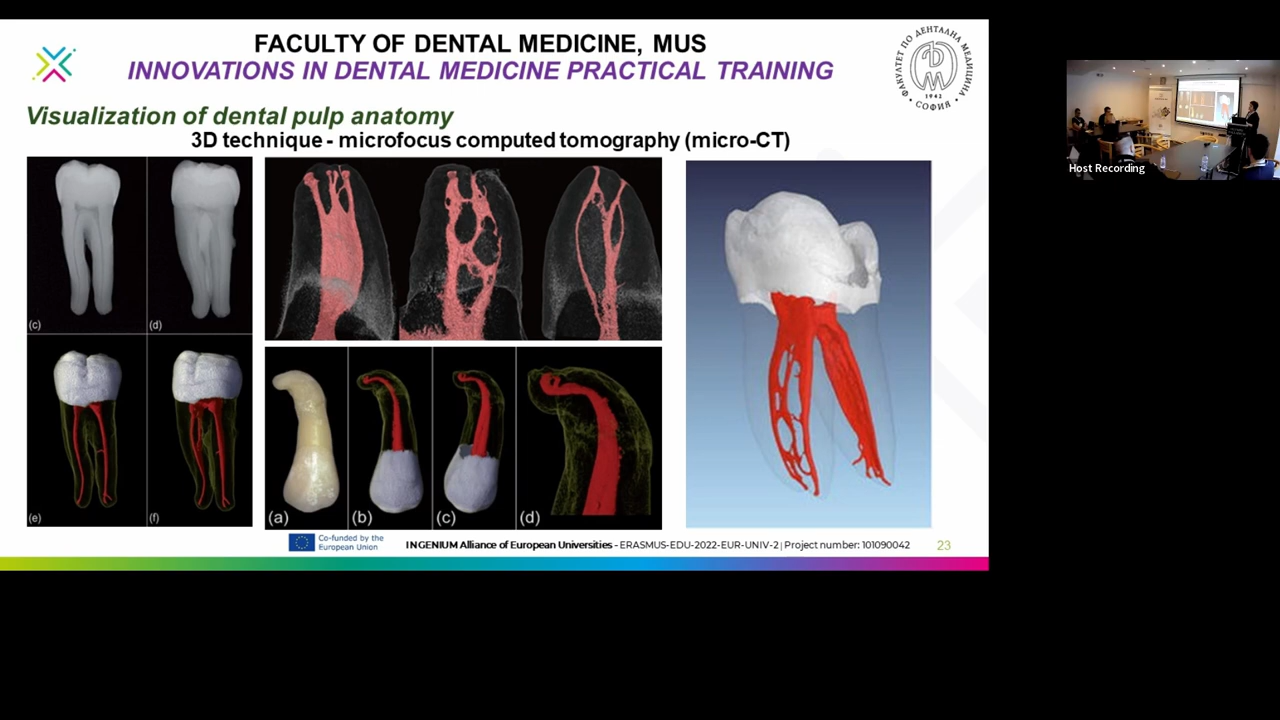 FACULTY OF DENTAL MEDICINE, MUS
INNOVATIONS IN DENTAL MEDICINE PRACTICAL TRAINING
ФАКУЛТЕТ ПО ДЕНТАЛНА МЕДИЦИНА
1942
СОФИЯ
Visualization of dental pulp anatomy
3D technique - microfocus computed tomography (micro-CT)
(c)
(d)
(e)
(f)
(a)
(b)
(c)
(d)
Co-funded by the
European Union
INGENIUM Alliance of European Universities - ERASMUS-EDU-2022-EUR-UNIV-2 | Project number: 101090042
23
Host Recording